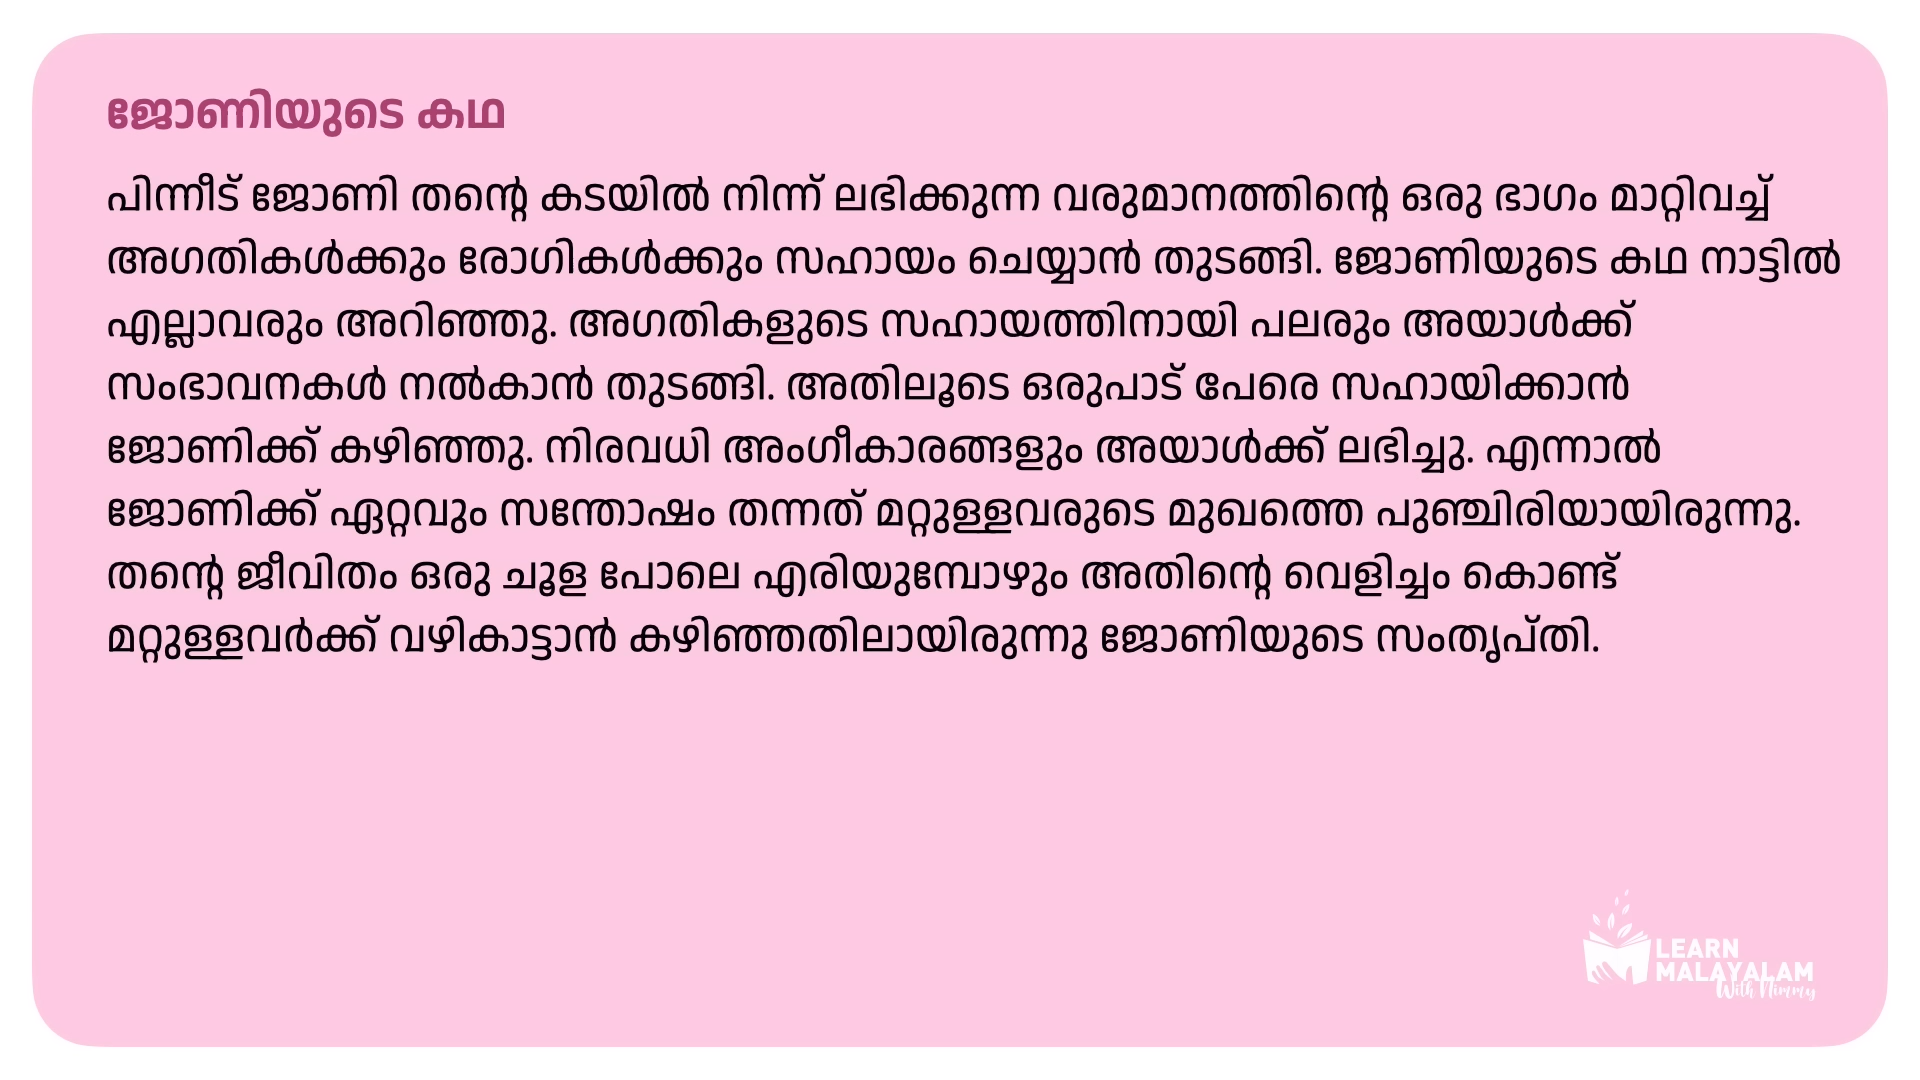 ജോണിയുടെ കഥ
പിന്നീട് ജോണി തന്റെ കടയിൽ നിന്ന് ലഭിക്കുന്ന വരുമാനത്തിന്റെ ഒരു ഭാഗം മാറ്റിവച്ച്
അഗതികൾക്കും രോഗികൾക്കും സഹായം ചെയ്യാൻ തുടങ്ങി. ജോണിയുടെ കഥ നാട്ടിൽ
എല്ലാവരും അറിഞ്ഞു. അഗതികളുടെ സഹായത്തിനായി പലരും അയാൾക്ക്
സംഭാവനകൾ നൽകാൻ തുടങ്ങി. അതിലൂടെ ഒരുപാട് പേരെ സഹായിക്കാൻ
ജോണിക്ക് കഴിഞ്ഞു. നിരവധി അംഗീകാരങ്ങളും അയാൾക്ക് ലഭിച്ചു. എന്നാൽ
ജോണിക്ക് ഏറ്റവും സന്തോഷം തന്നത് മറ്റുള്ളവരുടെ മുഖത്തെ പുഞ്ചിരിയായിരുന്നു.
തന്റെ ജീവിതം ഒരു ചൂള പോലെ എരിയുമ്പോഴും അതിന്റെ വെളിച്ചം കൊണ്ട്
മറ്റുള്ളവർക്ക് വഴികാട്ടാൻ കഴിഞ്ഞതിലായിരുന്നു ജോണിയുടെ സംതൃപ്തി.
LEARN
MALAYALAM
With Nimmy